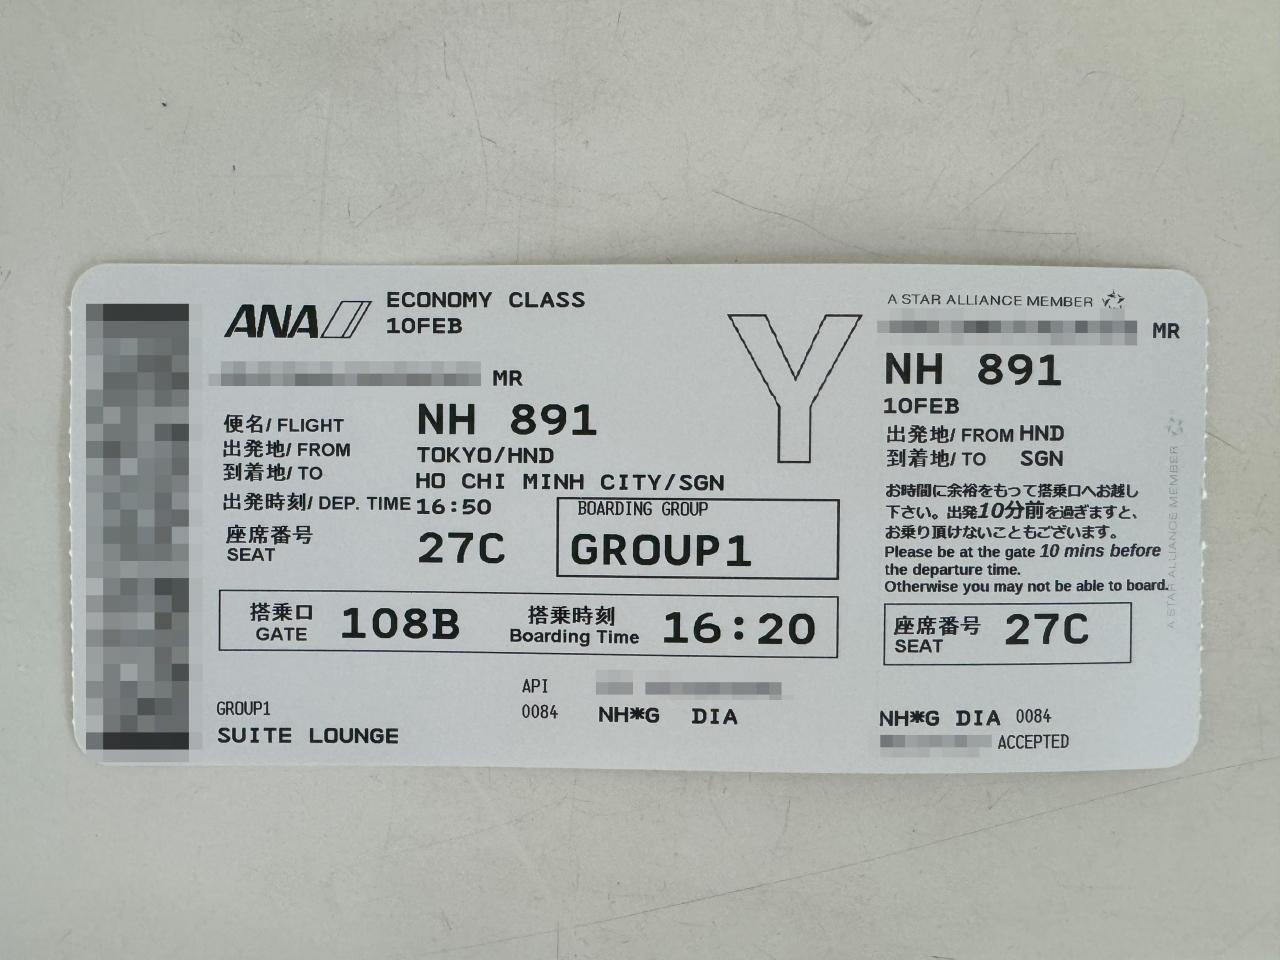 ANA
ECONOMY CLASS
10FEB
MR
便名/ FLIGHT NH 891
出発地/ FROM TOKYO/HND
到着地/ TO HO CHI MINH CITY/SGN
出発時刻/ DEP. TIME 16:50
座席番号
SEAT
27C
BOARDING GROUP
GROUP1
搭乗口
GATE
108B
搭乗時刻
Boarding Time
16:20
API
GROUP1
0084 NH*G DIA
SUITE LOUNGE
Y
A STAR ALLIANCE MEMBER
MR
NH 891
10FEB
出発地/ FROM HND
到着地/ TO SGN
お時間に余裕をもって搭乗口へお越し
下さい。出発10分前を過ぎますと、
お乗り頂けないこともございます。
Please be at the gate 10 mins before
the departure time.
Otherwise you may not be able to board.
座席番号
SEAT
27C
NH*G DIA 0084
ACCEPTED
A STAR ALLIANCE MEMBER